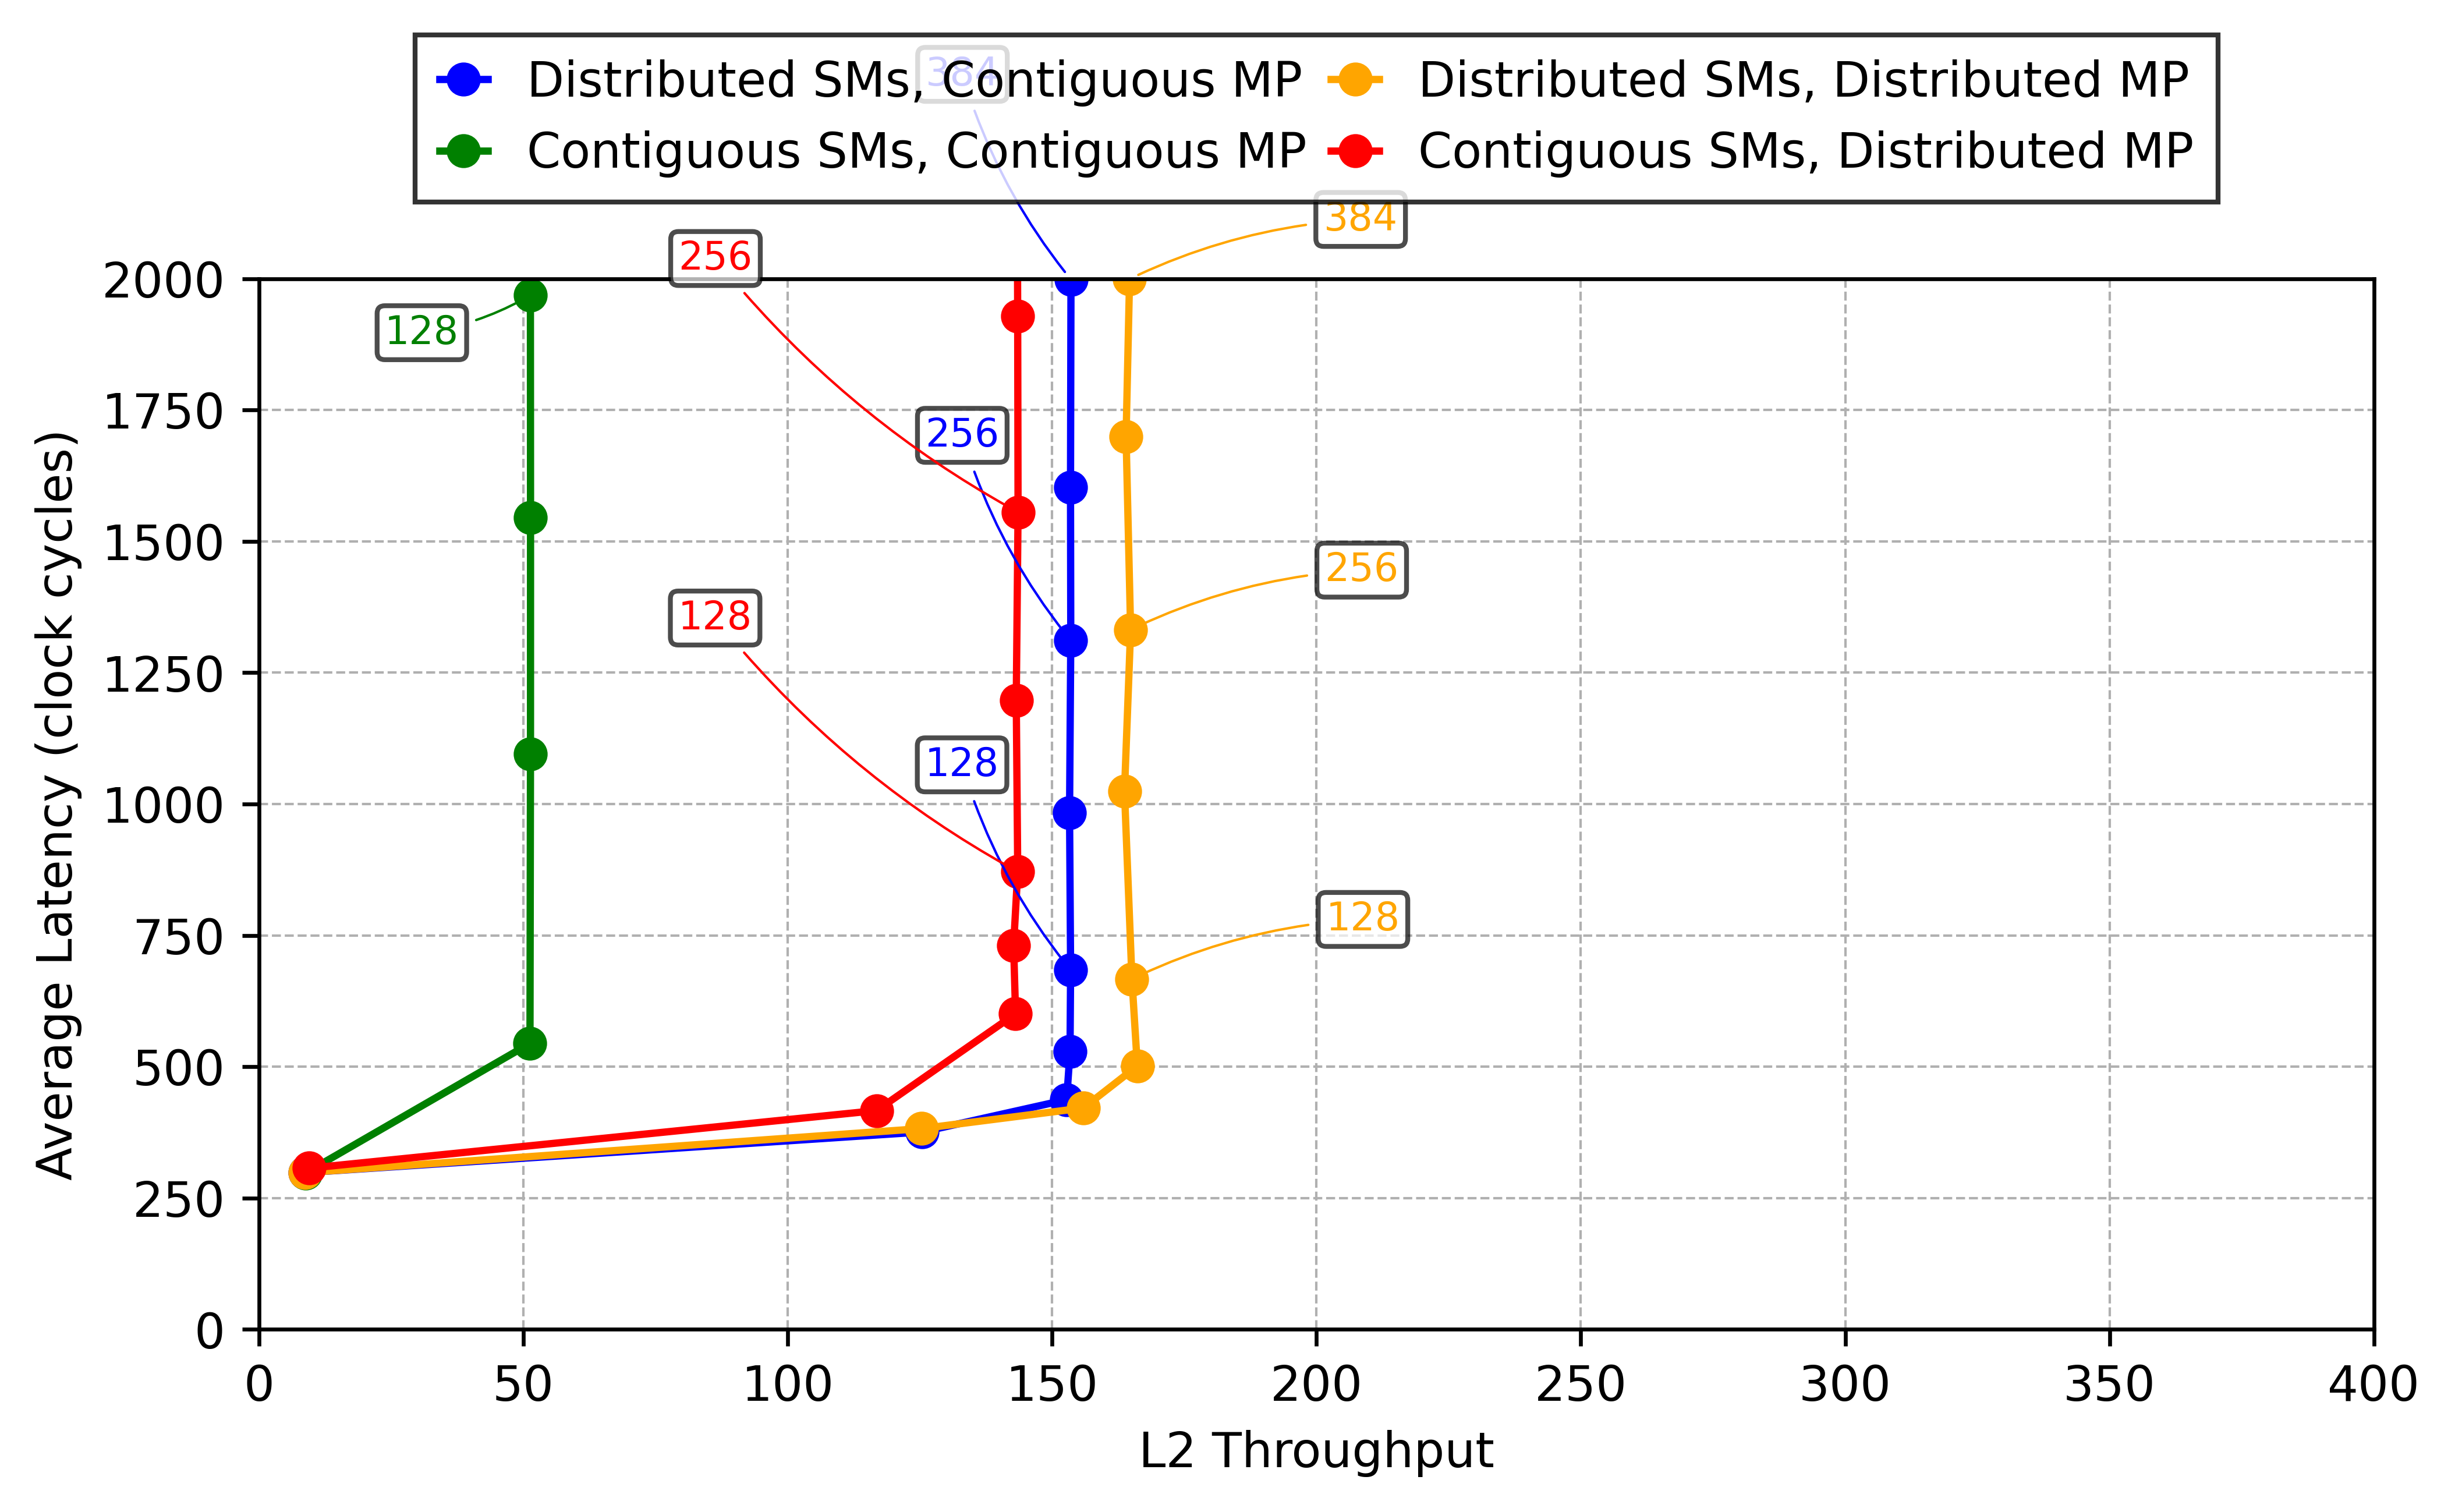 384
Distributed SMs, Contiguous MP
Distributed SMs, Distributed MP
Contiguous SMs, Contiguous MP
Contiguous SMs, Distributed MP
384
256
2000
128
1750
256
1500
256
1250
128
1000
128
750
128
500
250
0
Average Latency (clock cycles)
0 50 100 150 200 250 300 350 400
L2 Throughput